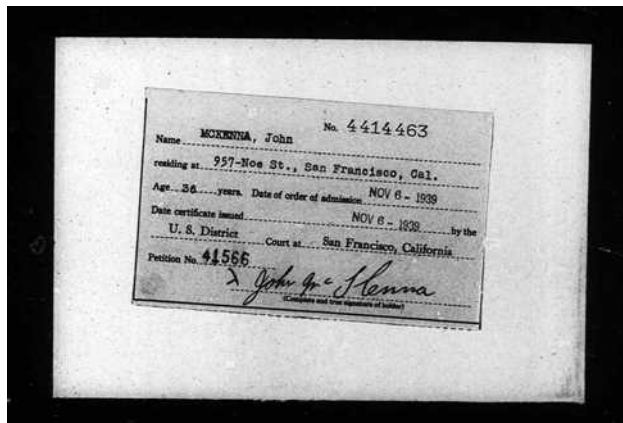 No. 4414463
Name MCKENNA, John
residing at 957-Noe St., San Francisco, Cal.
Age 36 years. Date of order of admission NOV 6 - 1939
Date certificate issued NOV 6 - 1939 by the
U. S. District Court at San Francisco, California
Petition No. 41566
X John McKenna
(Complete and true signature of holder)